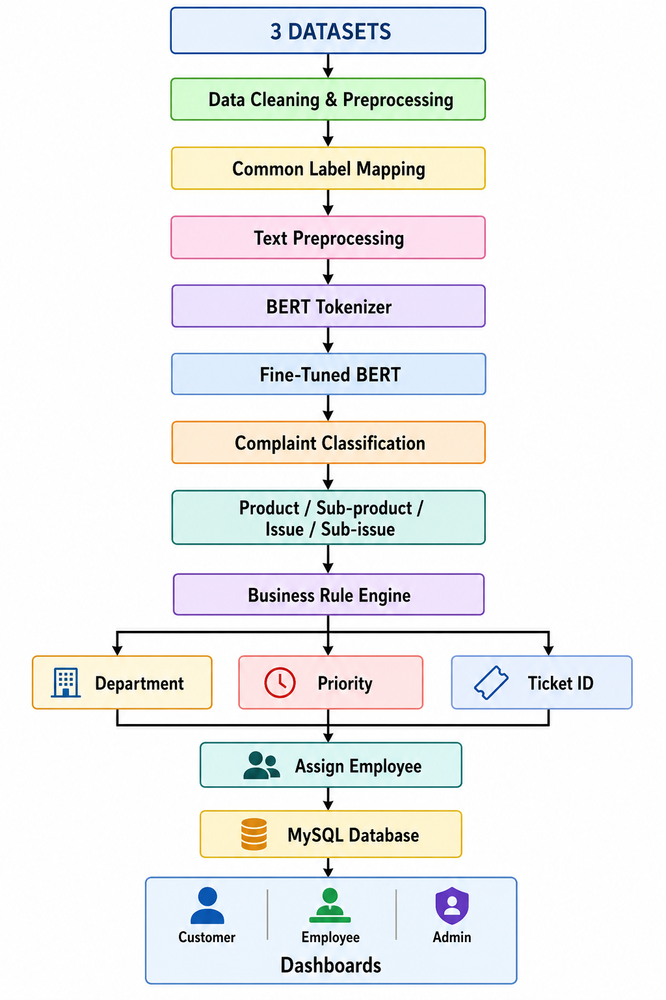 3 DATASETS
Data Cleaning & Preprocessing
Common Label Mapping
Text Preprocessing
BERT Tokenizer
Fine-Tuned BERT
Complaint Classification
Product / Sub-product /
Issue / Sub-issue
Business Rule Engine
Department
Priority
Ticket ID
Assign Employee
MySQL Database
Customer
Employee
Admin
Dashboards